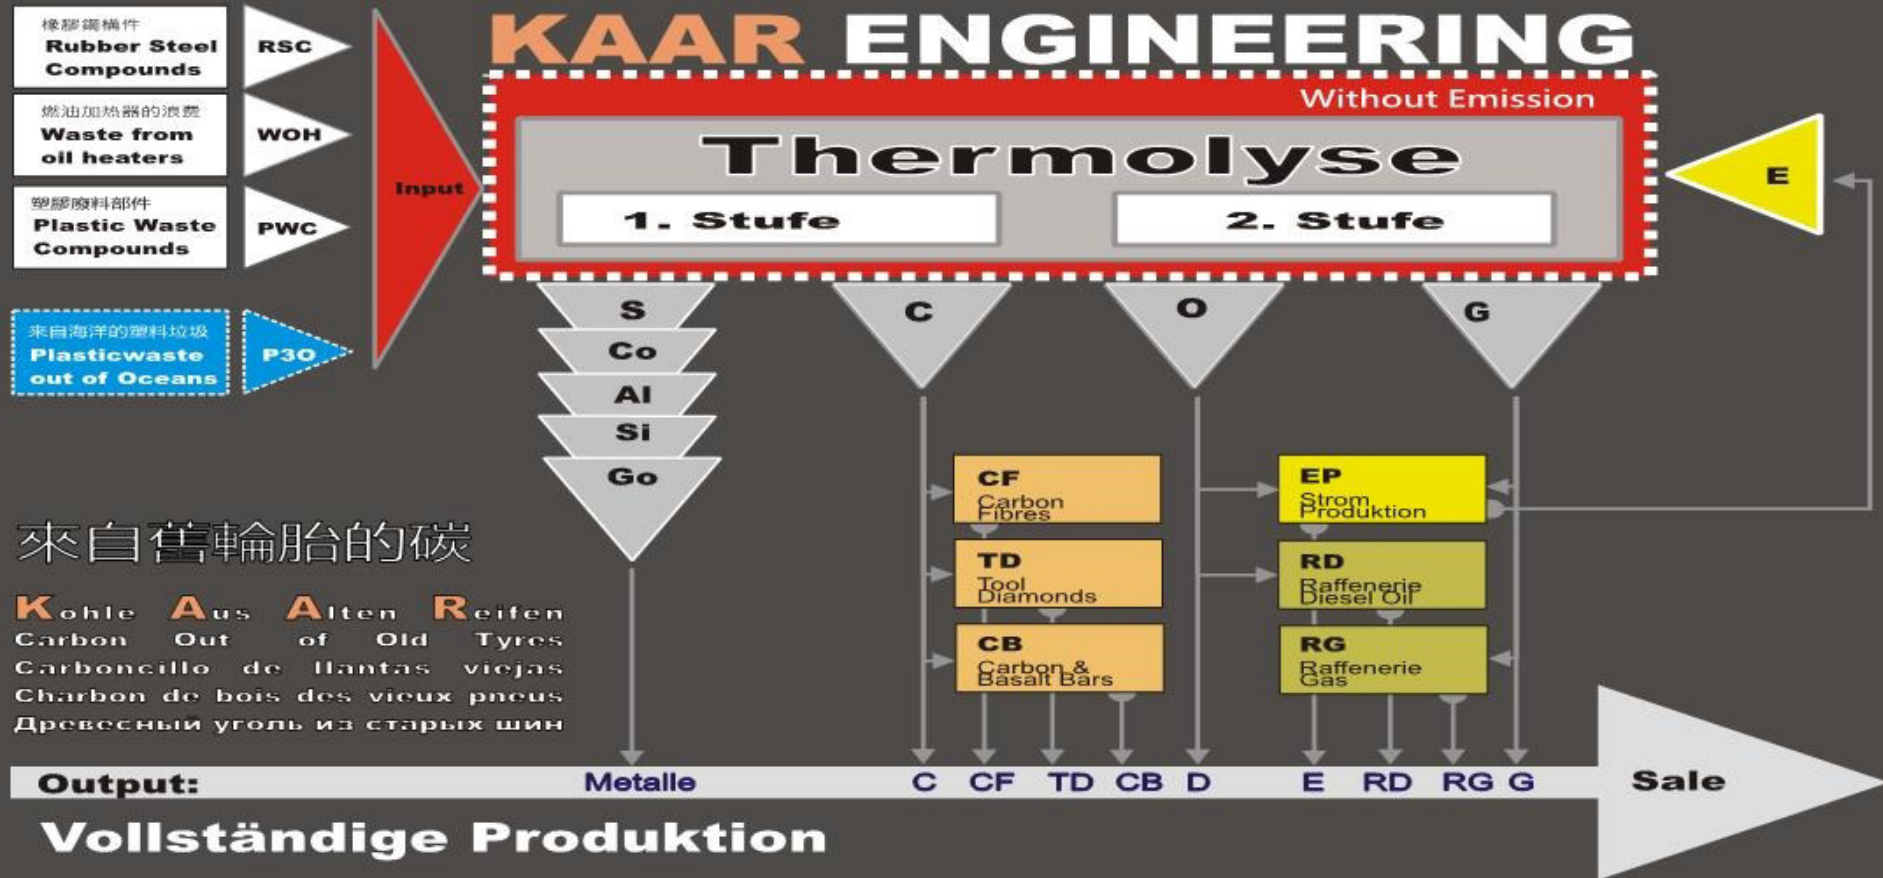 KAAR ENGINEERING
橡膠鋼構件
Rubber Steel
Compounds
RSC
燃油加热器的浪费
Waste from
oil heaters
WOH
塑膠廢料部件
Plastic Waste
Compounds
PWC
來自海洋的塑料垃圾
Plasticwaste
out of Oceans
P3O
Input
Without Emission
Thermolyse
1. Stufe
2. Stufe
E
S
Co
Al
Si
Go
C
O
G
CF
Carbon
Fibres
TD
Tool
Diamonds
CB
Carbon &
Basalt Bars
EP
Strom
Produktion
RD
Raffenerie
Diesel Oil
RG
Raffenerie
Gas
來自舊輪胎的碳
Kohle Aus Alten Reifen
Carbon Out of Old Tyres
Carboncillo de llantas viejas
Charbon de bois des vieux pneus
Древесный уголь из старых шин
Output: Metalle C CF TD CB D E RD RG G Sale
Vollständige Produktion